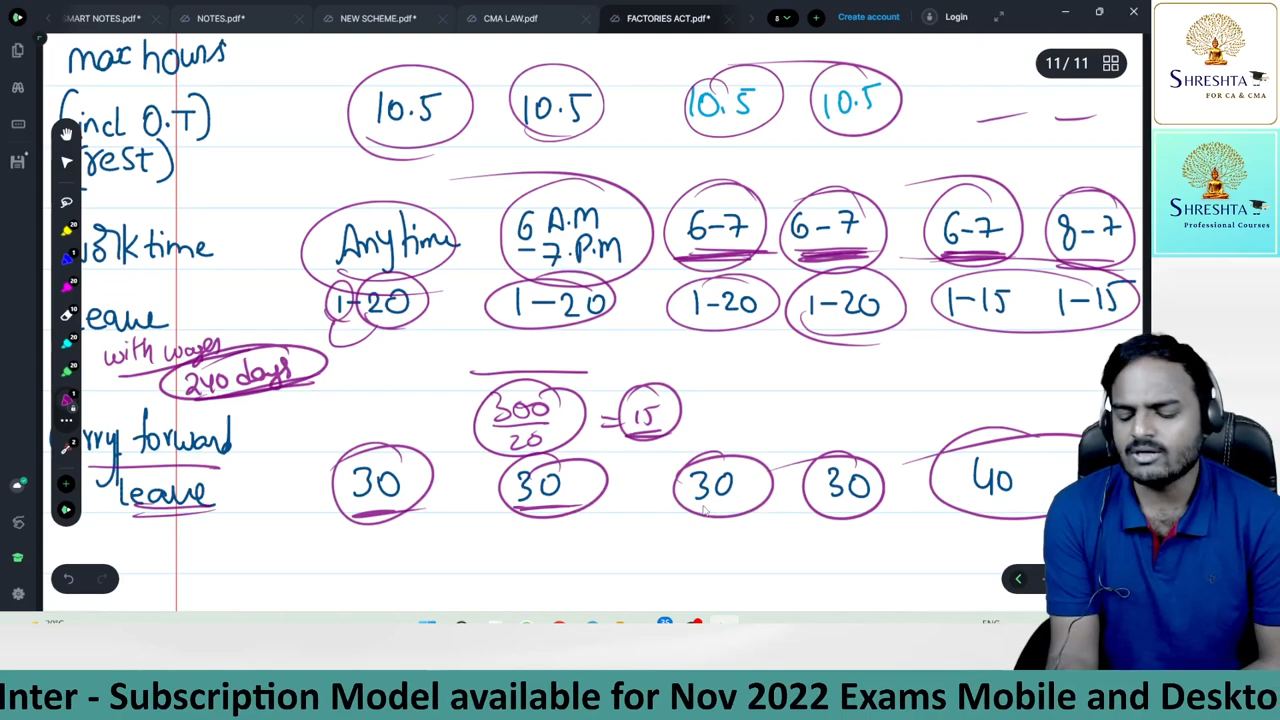 SMART NOTES.pdf*
NOTES.pdf*
NEW SCHEME.pdf*
CMA LAW.pdf
FACTORIES ACT.pdf*
8
Create account
Login
11 / 11
max hours
(incl O.T)
(rest)
10.5 10.5 10.5 10.5 — —
time
Anytime 6 A.M – 7.P.M 6-7 6-7 6-7 8-7
leave
1-20 1-20 1-20 1-20 1-15 1-15
with wages
240 days
300/20 = 15
forward
leave
30 30 30 30 40
SHRESHTA
FOR CA & CMA
SHRESHTA
Professional Courses
ENG
Inter - Subscription Model available for Nov 2022 Exams Mobile and Deskto